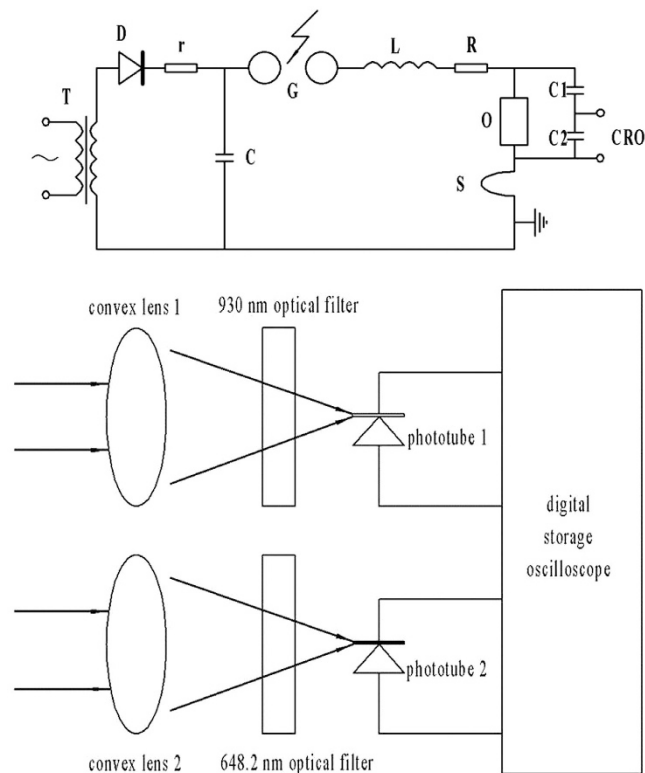 D
r
L
R
T
G
C1
O
C
C2
CRO
S
convex lens 1
930 nm optical filter
phototube 1
digital
storage
oscilloscope
phototube 2
convex lens 2
648.2 nm optical filter